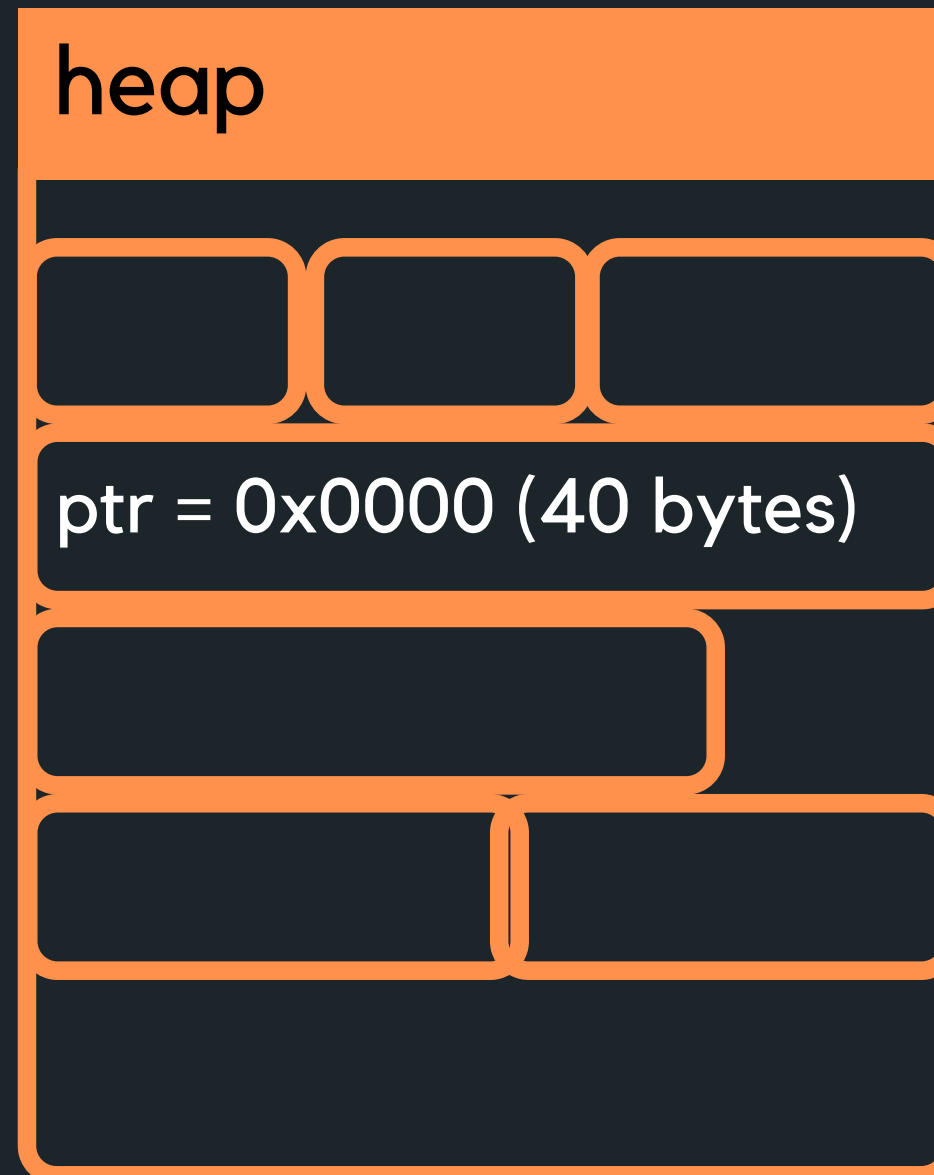 heap
ptr = 0x0000 (40 bytes)